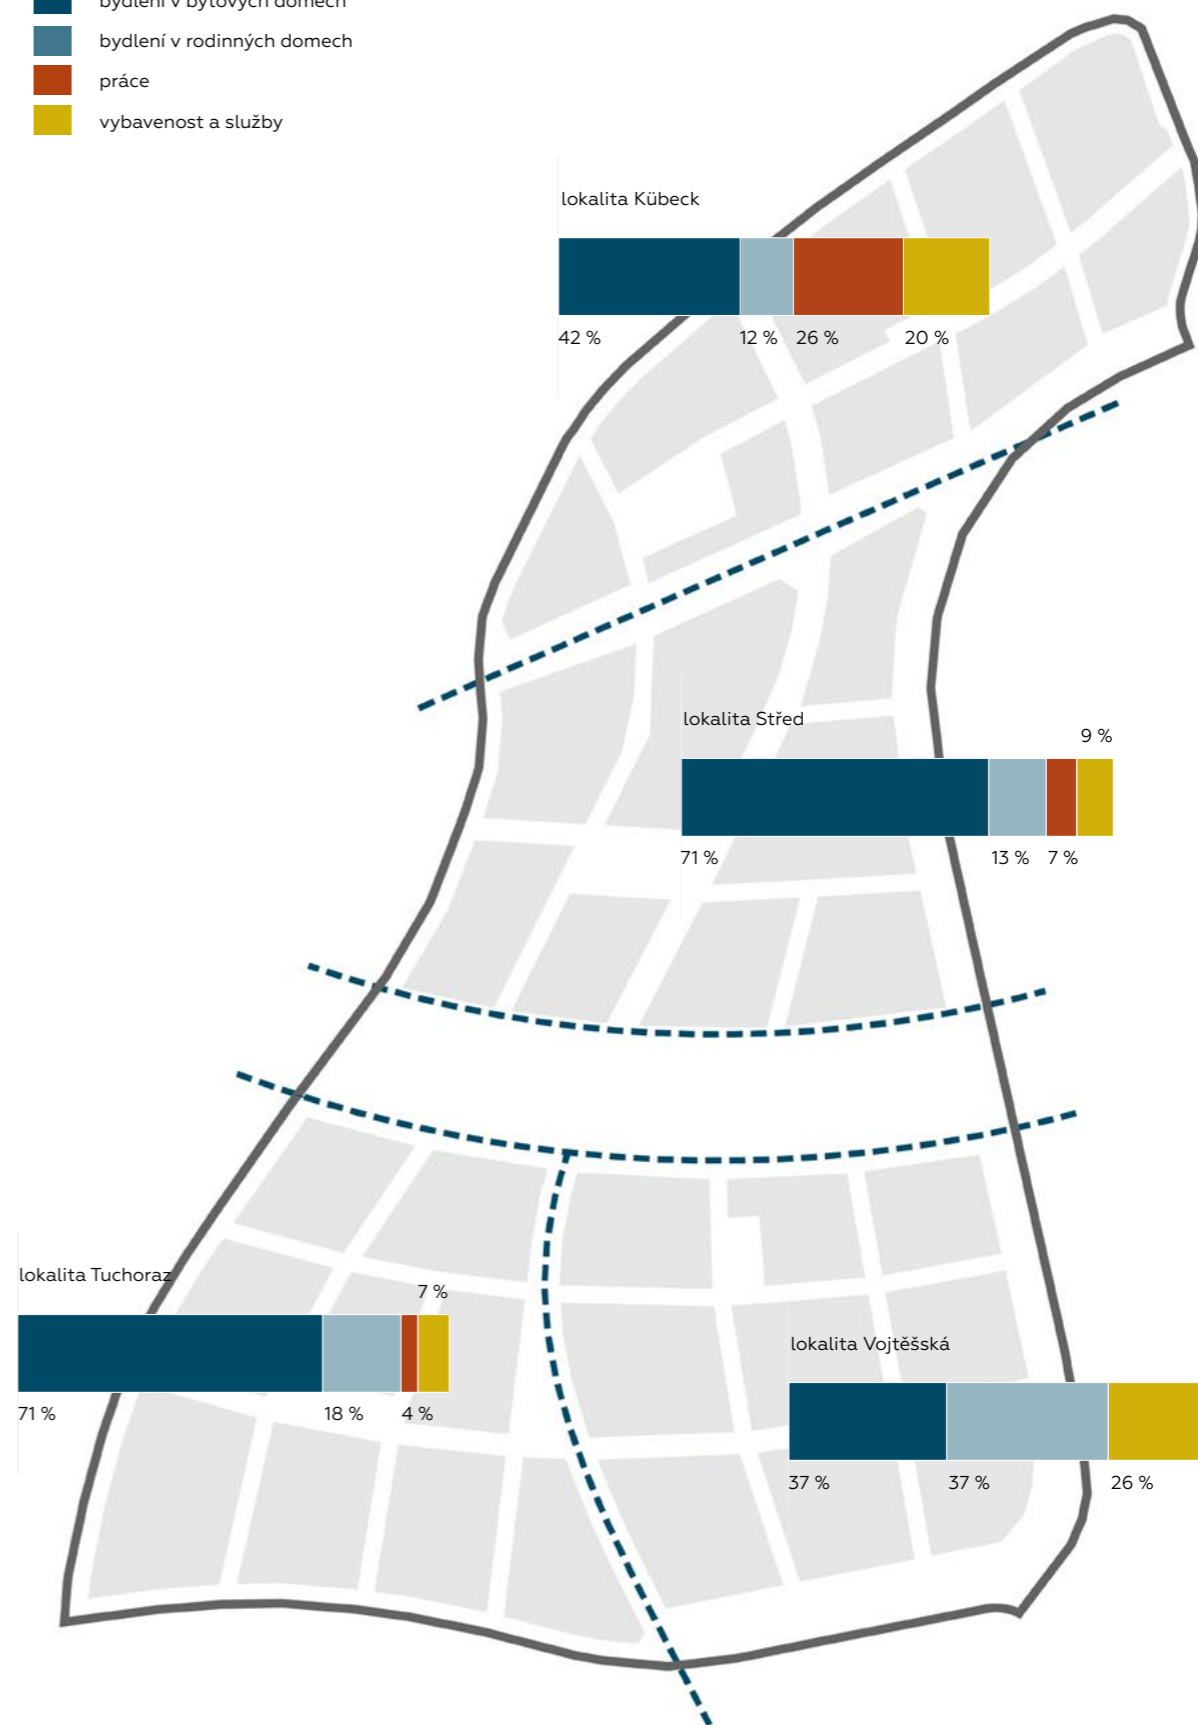 bydlení v bytových domech
bydlení v rodinných domech
práce
vybavenost a služby
lokalita Kübeck
42 %
12 %
26 %
20 %
lokalita Střed
9 %
71 %
13 %
7 %
lokalita Tuchoraz
7 %
71 %
18 %
4 %
lokalita Vojtěšská
37 %
37 %
26 %